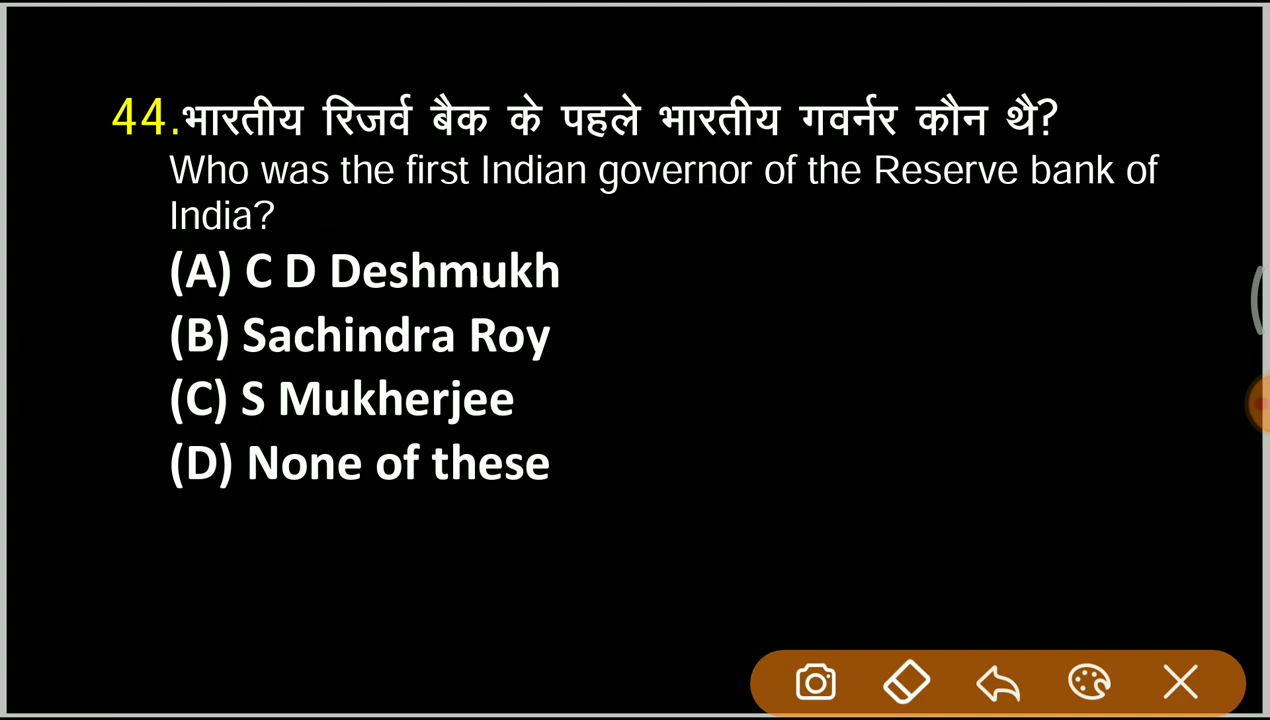 44.भारतीय रिजर्व बैक के पहले भारतीय गवर्नर कौन थै?
Who was the first Indian governor of the Reserve bank of
India?
(A) C D Deshmukh
(B) Sachindra Roy
(C) S Mukherjee
(D) None of these